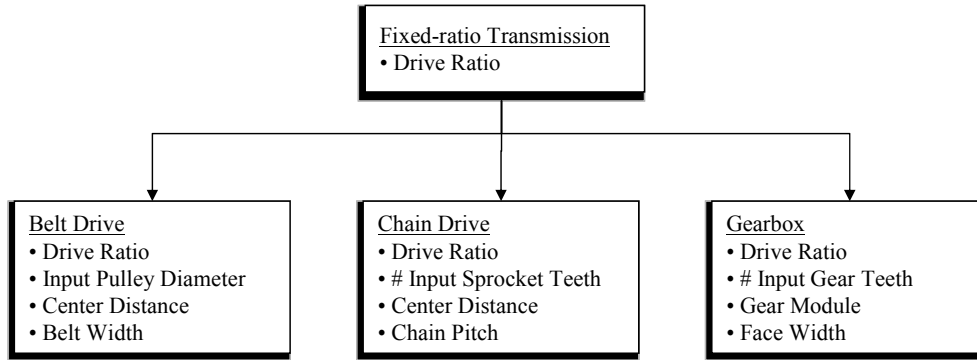 Fixed-ratio Transmission
• Drive Ratio
Belt Drive
• Drive Ratio
• Input Pulley Diameter
• Center Distance
• Belt Width
Chain Drive
• Drive Ratio
• # Input Sprocket Teeth
• Center Distance
• Chain Pitch
Gearbox
• Drive Ratio
• # Input Gear Teeth
• Gear Module
• Face Width